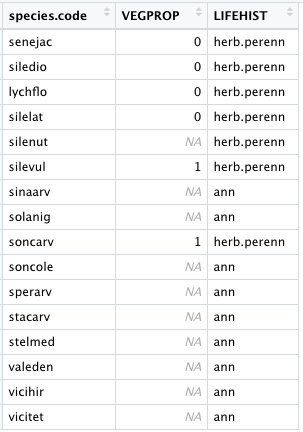 species.code VEGPROP LIFEHIST
senejac 0 herb.perenn
siledio 0 herb.perenn
lychflo 0 herb.perenn
silelat 0 herb.perenn
silenut NA herb.perenn
silevul 1 herb.perenn
sinaarv NA ann
solanig NA ann
soncarv 1 herb.perenn
soncole NA ann
sperarv NA ann
stacarv NA ann
stelmed NA ann
valeden NA ann
vicihir NA ann
vicitet NA ann